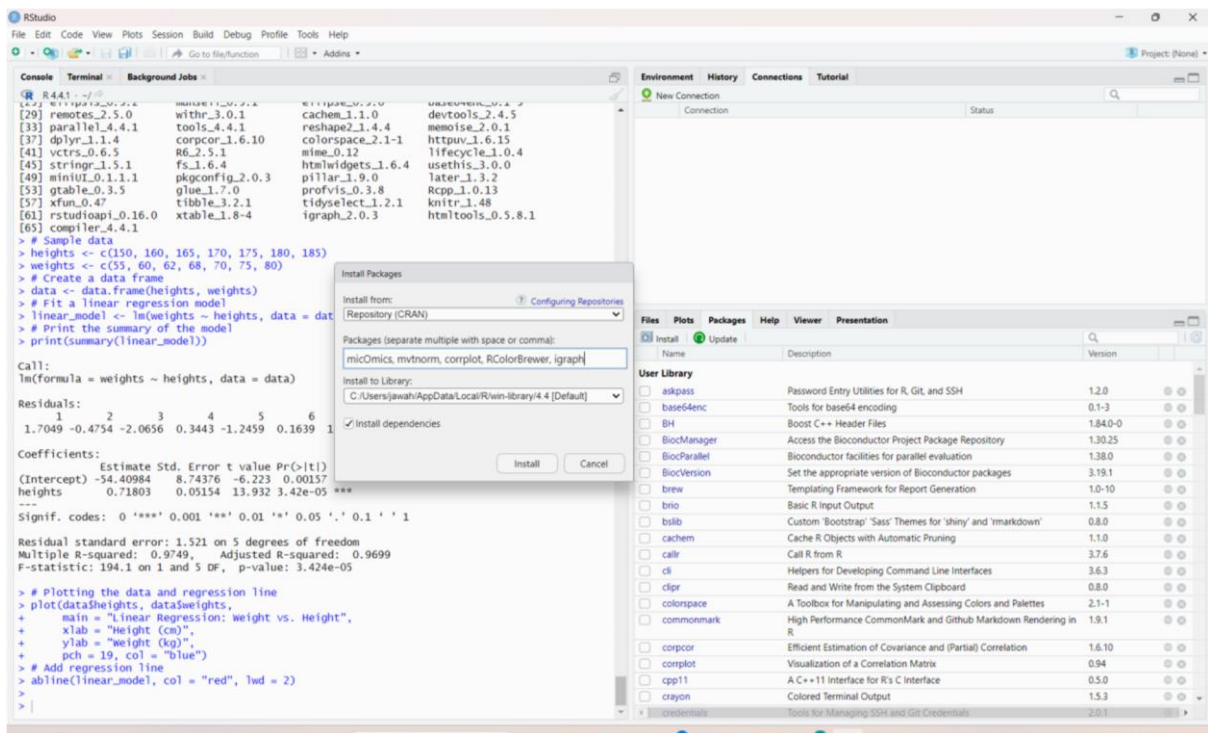 RStudio
File Edit Code View Plots Session Build Debug Profile Tools Help
Go to file/function Addins
Project: (None)
Console Terminal Background Jobs
R 4.4.1 · ~/
[29] remotes_2.5.0 withr_3.0.1 cachem_1.1.0 devtools_2.4.5
[33] parallel_4.4.1 tools_4.4.1 reshape2_1.4.4 memoise_2.0.1
[37] dplyr_1.1.4 corpcor_1.6.10 colorspace_2.1-1 httpuv_1.6.15
[41] vctrs_0.6.5 R6_2.5.1 mime_0.12 lifecycle_1.0.4
[45] stringr_1.5.1 fs_1.6.4 htmlwidgets_1.6.4 usethis_3.0.0
[49] miniUI_0.1.1.1 pkgconfig_2.0.3 pillar_1.9.0 later_1.3.2
[53] gtable_0.3.5 glue_1.7.0 profvis_0.3.8 Rcpp_1.0.13
[57] xfun_0.47 tibble_3.2.1 tidyselect_1.2.1 knitr_1.48
[61] rstudioapi_0.16.0 xtable_1.8-4 igraph_2.0.3 htmltools_0.5.8.1
[65] compiler_4.4.1
> # Sample data
> heights <- c(150, 160, 165, 170, 175, 180, 185)
> weights <- c(55, 60, 62, 68, 70, 75, 80)
> # Create a data frame
> data <- data.frame(heights, weights)
> # Fit a linear regression model
> linear_model <- lm(weights ~ heights, data = dat
> # Print the summary of the model
> print(summary(linear_model))
Call:
lm(formula = weights ~ heights, data = data)
Residuals:
1 2 3 4 5 6
1.7049 -0.4754 -2.0656 0.3443 -1.2459 0.1639 1
Coefficients:
Estimate Std. Error t value Pr(>|t|)
(Intercept) -54.40984 8.74376 -6.223 0.00157
heights 0.71803 0.05154 13.932 3.42e-05 ***
---
Signif. codes: 0 '***' 0.001 '**' 0.01 '*' 0.05 '.' 0.1 ' ' 1
Residual standard error: 1.521 on 5 degrees of freedom
Multiple R-squared: 0.9749, Adjusted R-squared: 0.9699
F-statistic: 194.1 on 1 and 5 DF, p-value: 3.424e-05
> # Plotting the data and regression line
> plot(data$heights, data$weights,
+ main = "Linear Regression: Weight vs. Height",
+ xlab = "Height (cm)",
+ ylab = "Weight (kg)",
+ pch = 19, col = "blue")
> # Add regression line
> abline(linear_model, col = "red", lwd = 2)
>
>
Install Packages
Install from: Configuring Repositories
Repository (CRAN)
Packages (separate multiple with space or comma):
micOmics, mvtnorm, corrplot, RColorBrewer, igraph
Install to Library:
C:/Users/jawah/AppData/Local/R/win-library/4.4 [Default]
Install dependencies
Install Cancel
Environment History Connections Tutorial
New Connection
Connection Status
Files Plots Packages Help Viewer Presentation
Install Update
Name Description Version
User Library
askpass Password Entry Utilities for R, Git, and SSH 1.2.0
base64enc Tools for base64 encoding 0.1-3
BH Boost C++ Header Files 1.84.0-0
BiocManager Access the Bioconductor Project Package Repository 1.30.25
BiocParallel Bioconductor facilities for parallel evaluation 1.38.0
BiocVersion Set the appropriate version of Bioconductor packages 3.19.1
brew Templating Framework for Report Generation 1.0-10
brio Basic R Input Output 1.1.5
bslib Custom 'Bootstrap' 'Sass' Themes for 'shiny' and 'rmarkdown' 0.8.0
cachem Cache R Objects with Automatic Pruning 1.1.0
callr Call R from R 3.7.6
cli Helpers for Developing Command Line Interfaces 3.6.3
clipr Read and Write from the System Clipboard 0.8.0
colorspace A Toolbox for Manipulating and Assessing Colors and Palettes 2.1-1
commonmark High Performance CommonMark and Github Markdown Rendering in 1.9.1
R
corpcor Efficient Estimation of Covariance and (Partial) Correlation 1.6.10
corrplot Visualization of a Correlation Matrix 0.94
cpp11 A C++11 Interface for R's C Interface 0.5.0
crayon Colored Terminal Output 1.5.3
credentials Tools for Managing SSH and Git Credentials 2.0.1